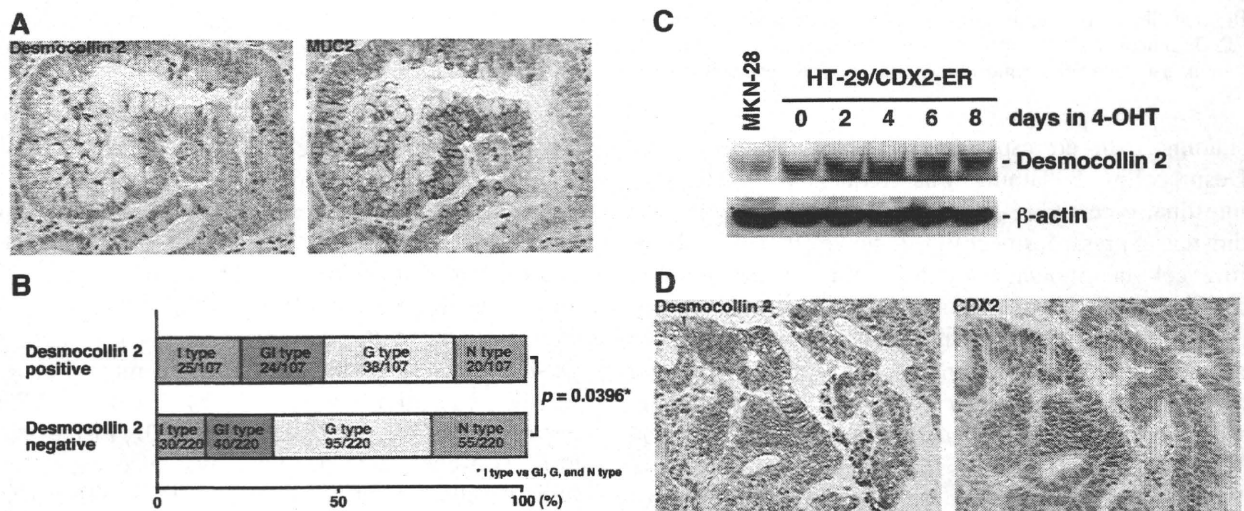 A
Desmocollin 2
MUC2
B
Desmocollin 2
positive
I type
25/107
GI type
24/107
G type
38/107
N type
20/107
Desmocollin 2
negative
I type
30/220
GI type
40/220
G type
95/220
N type
55/220
p = 0.0396*
* I type vs GI, G, and N type
0
50
100 (%)
C
MKN-28
HT-29/CDX2-ER
0 2 4 6 8 days in 4-OHT
- Desmocollin 2
- β-actin
D
Desmocollin 2
CDX2